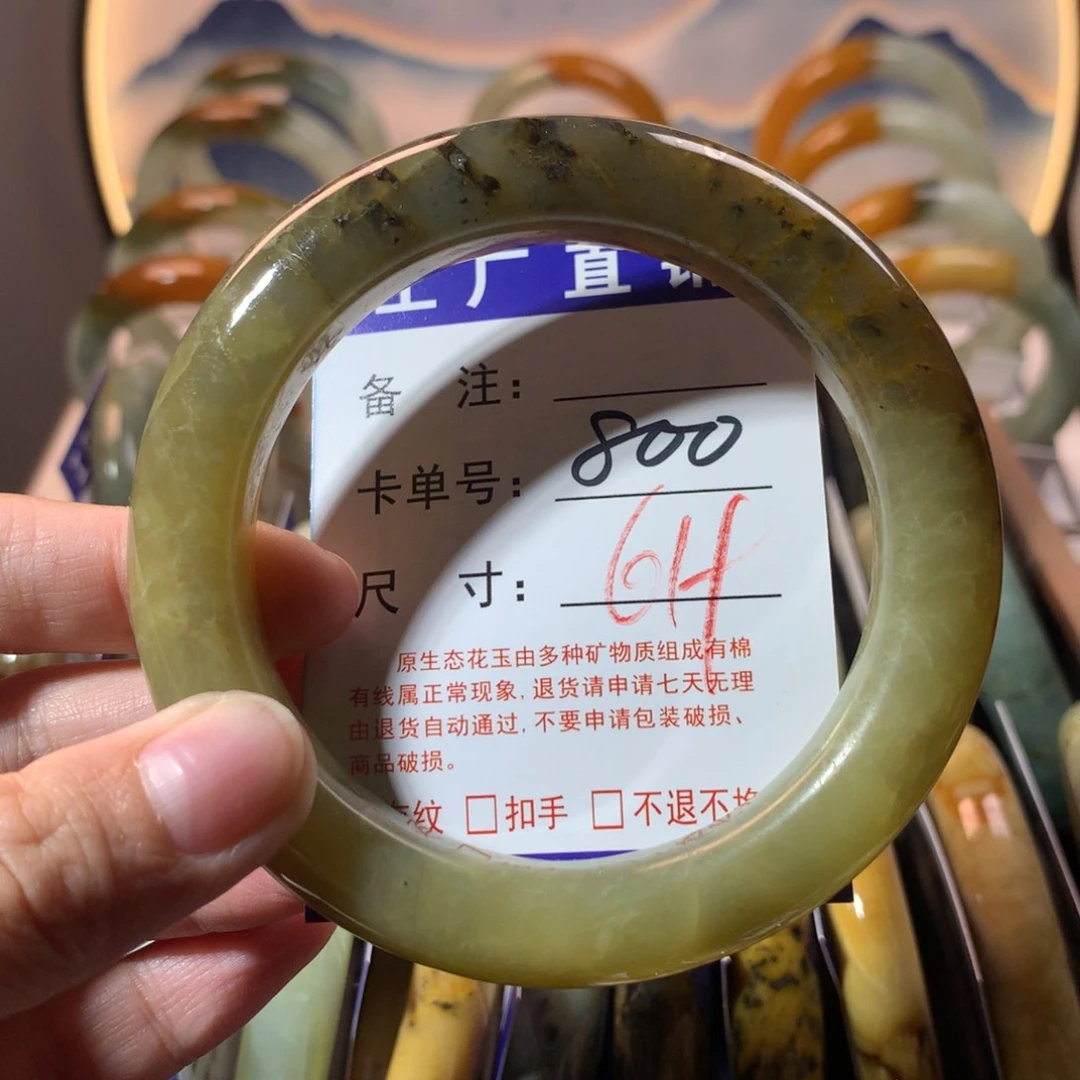 工厂直销
备 注：
卡单号：800
尺 寸：61
原生态花玉由多种矿物质组成有棉
有线属正常现象，退货请申请七天无理
由退货自动通过，不要申请包装破损、
商品破损。
纹 □扣手 □不退不